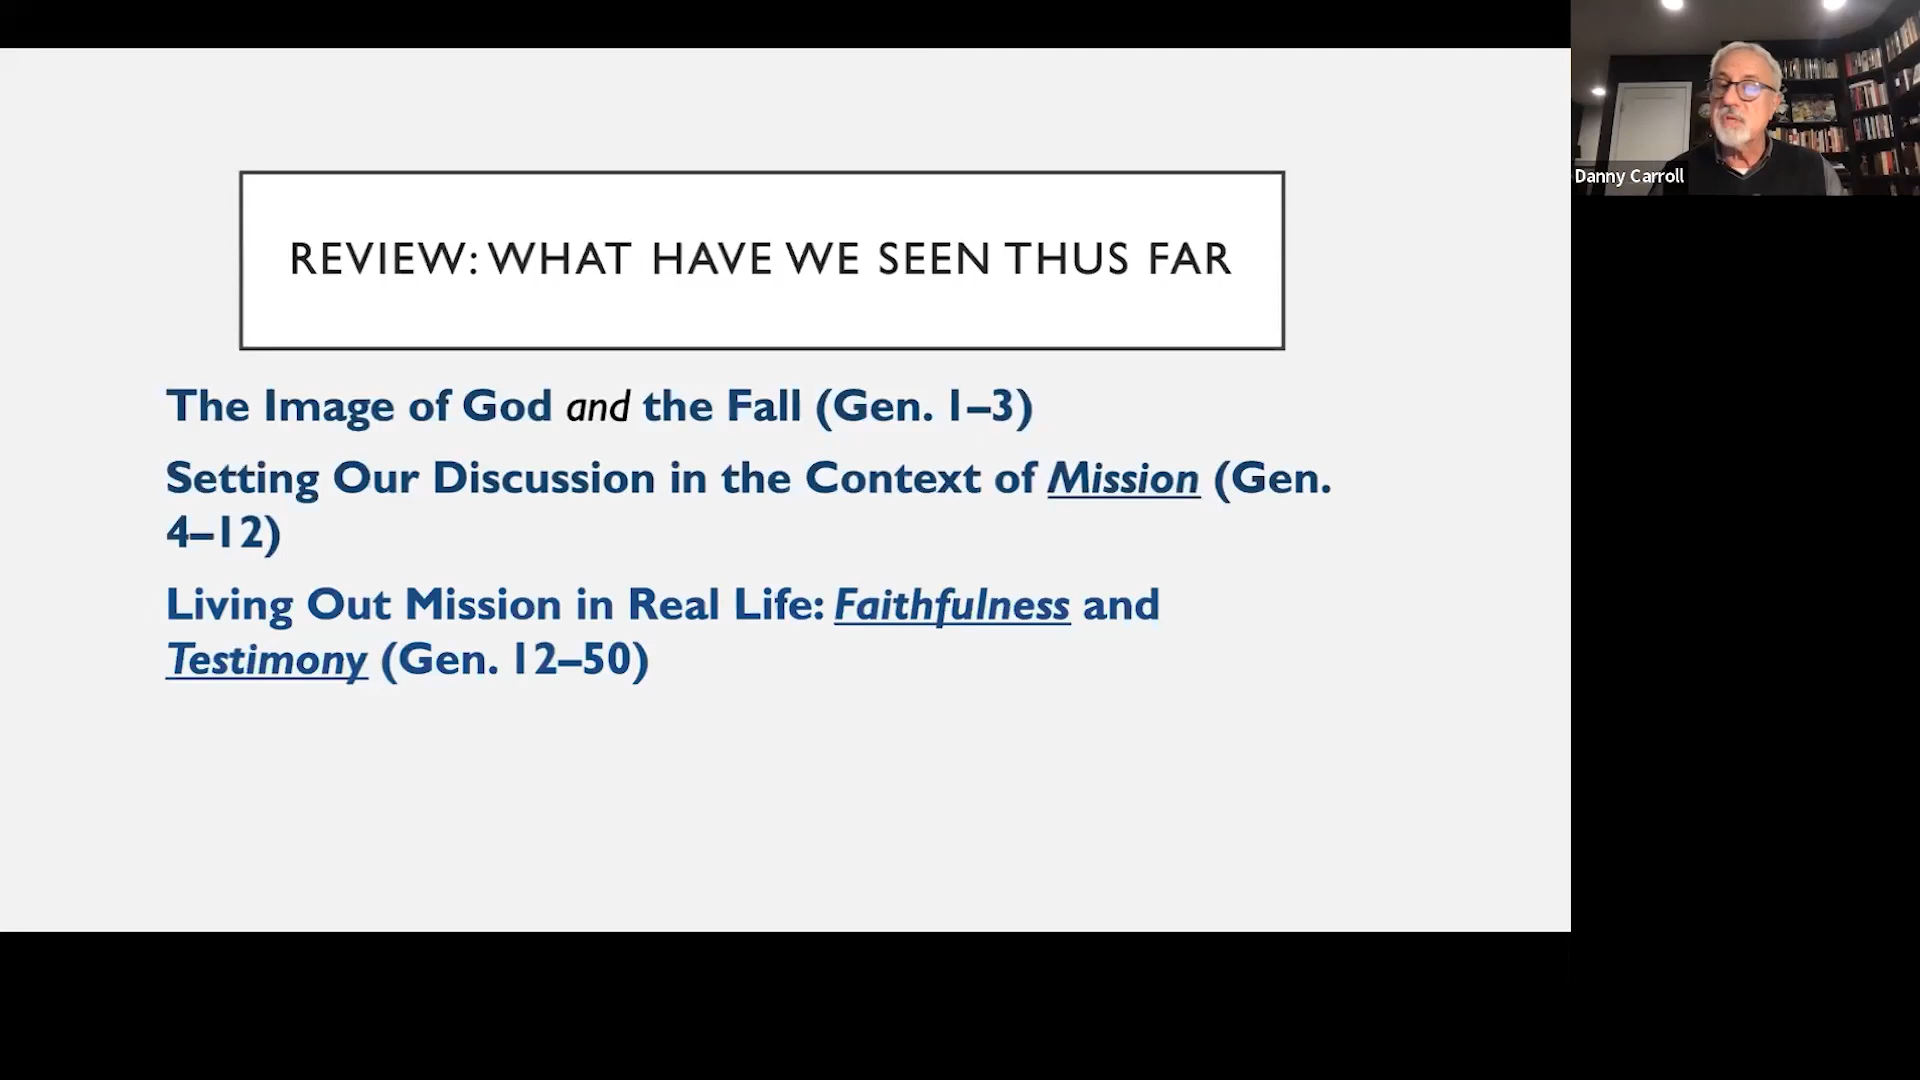 REVIEW: WHAT HAVE WE SEEN THUS FAR
The Image of God and the Fall (Gen. 1–3)
Setting Our Discussion in the Context of Mission (Gen.
4–12)
Living Out Mission in Real Life: Faithfulness and
Testimony (Gen. 12–50)
Danny Carroll